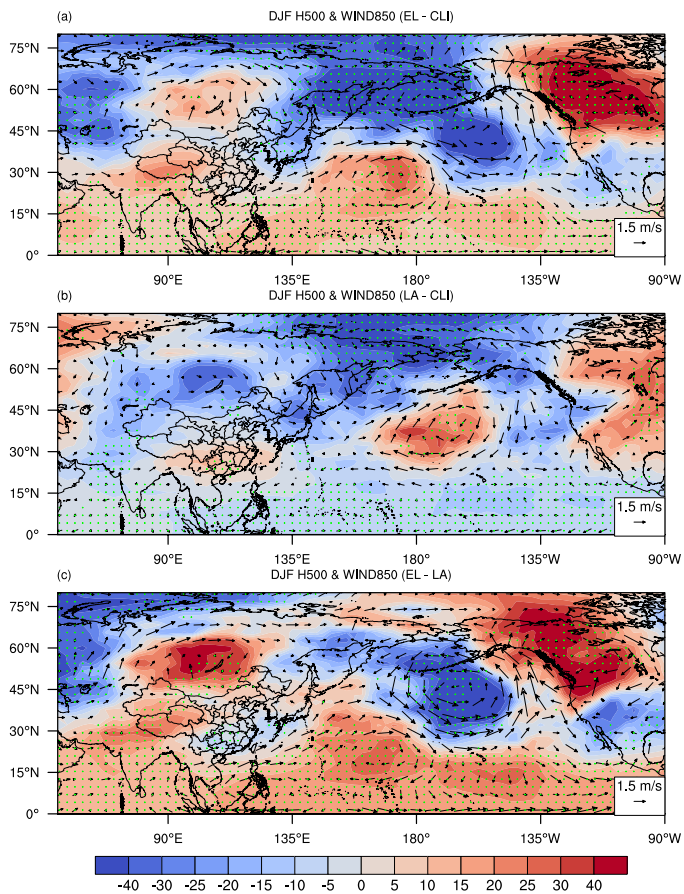 (a) DJF H500 & WIND850 (EL - CLI)
75°N
60°N
45°N
30°N
15°N
0°
1.5 m/s
90°E 135°E 180° 135°W 90°W
(b) DJF H500 & WIND850 (LA - CLI)
75°N
60°N
45°N
30°N
15°N
0°
1.5 m/s
90°E 135°E 180° 135°W 90°W
(c) DJF H500 & WIND850 (EL - LA)
75°N
60°N
45°N
30°N
15°N
0°
1.5 m/s
90°E 135°E 180° 135°W 90°W
-40 -30 -25 -20 -15 -10 -5 0 5 10 15 20 25 30 40